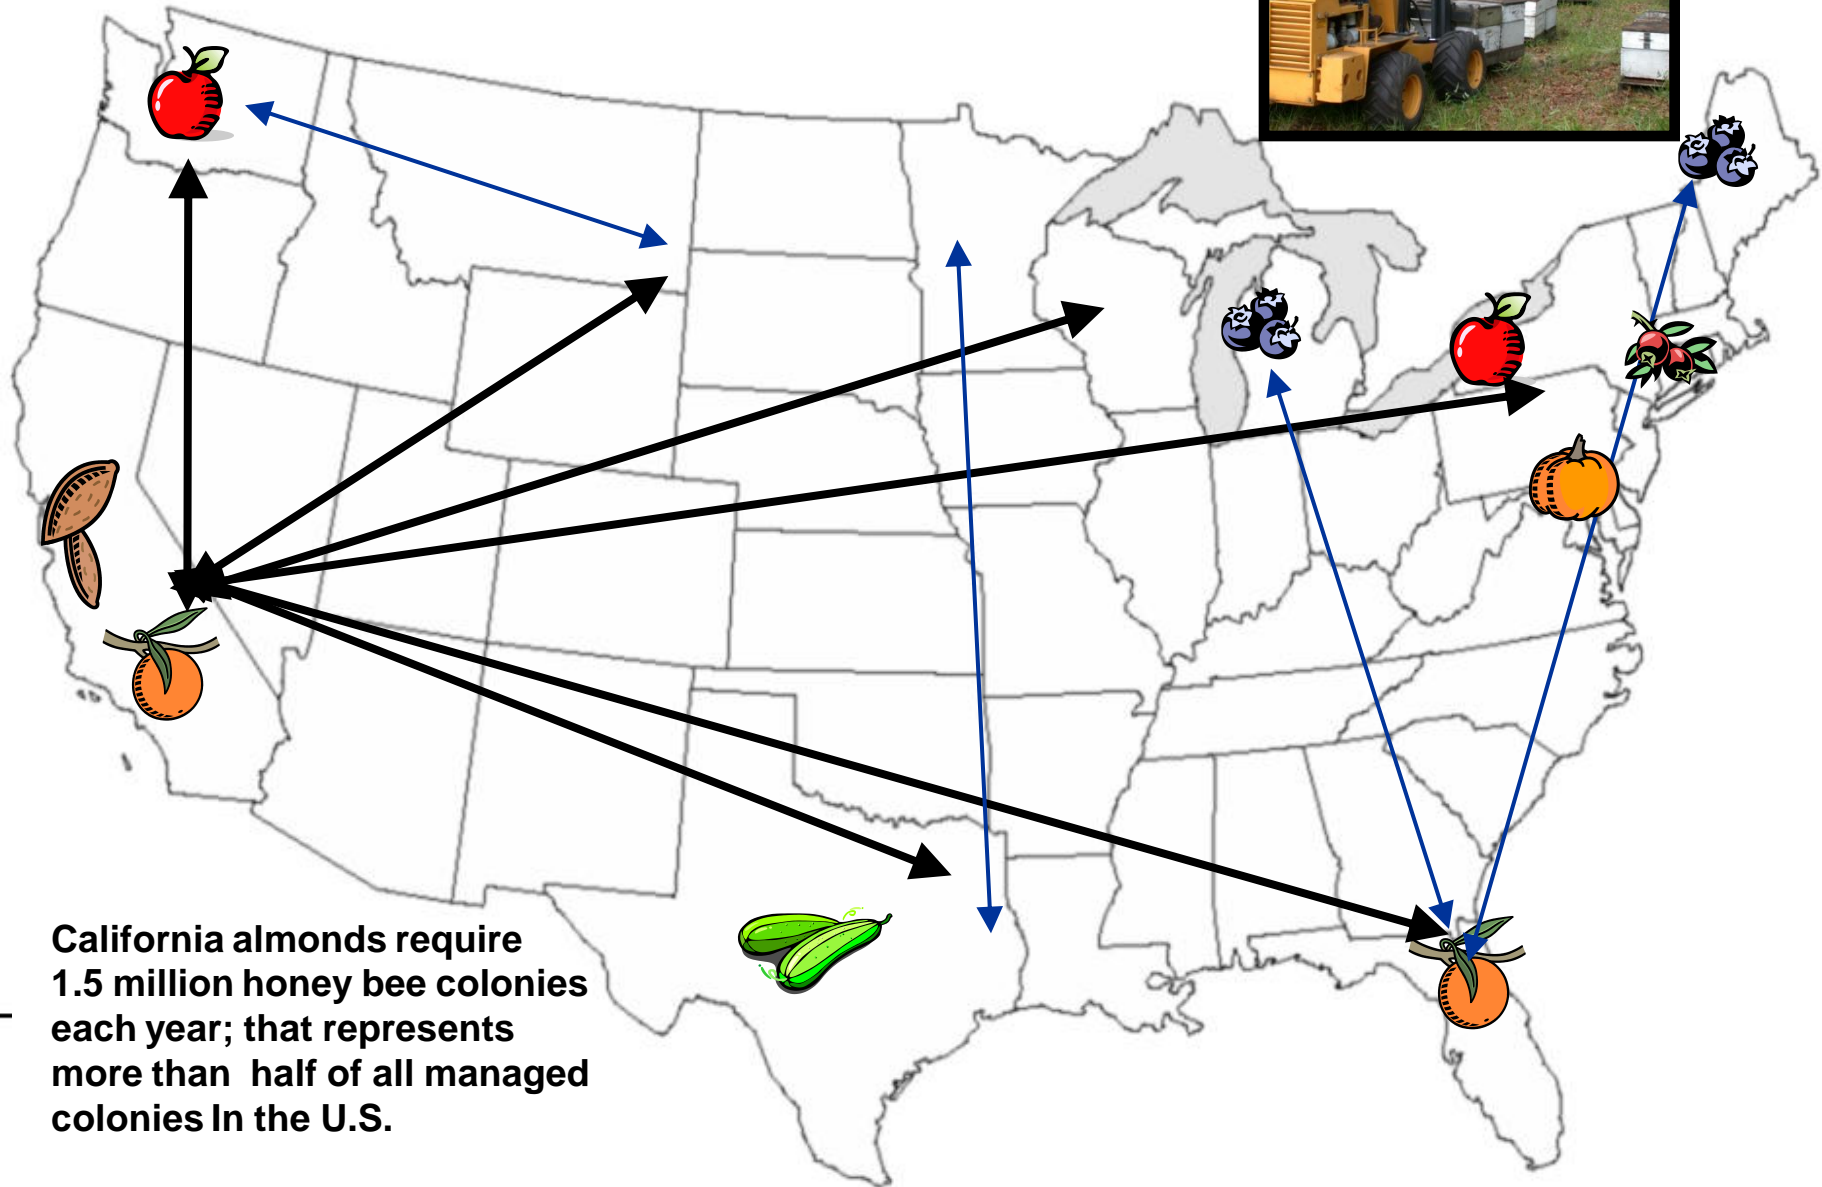 California almonds require
1.5 million honey bee colonies
each year; that represents
more than  half of all managed
colonies In the U.S.